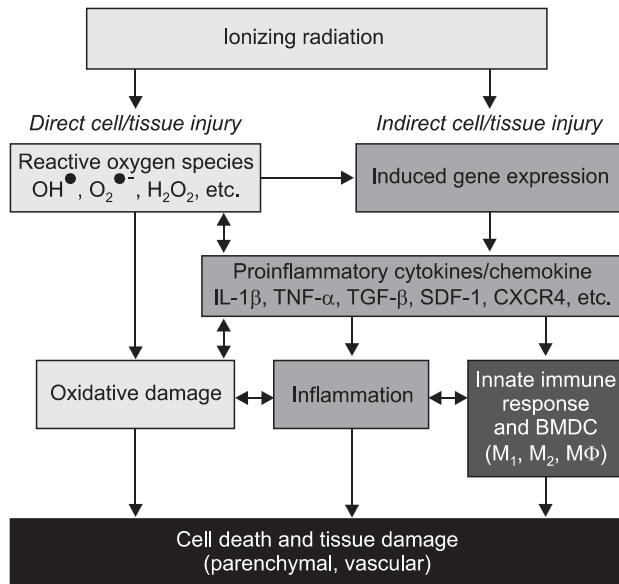 Ionizing radiation
Direct cell/tissue injury
Indirect cell/tissue injury
Reactive oxygen species
OH●, O₂●-, H₂O₂, etc.
Induced gene expression
Proinflammatory cytokines/chemokine
IL-1β, TNF-α, TGF-β, SDF-1, CXCR4, etc.
Oxidative damage
Inflammation
Innate immune
response
and BMDC
(M₁, M₂, MΦ)
Cell death and tissue damage
(parenchymal, vascular)